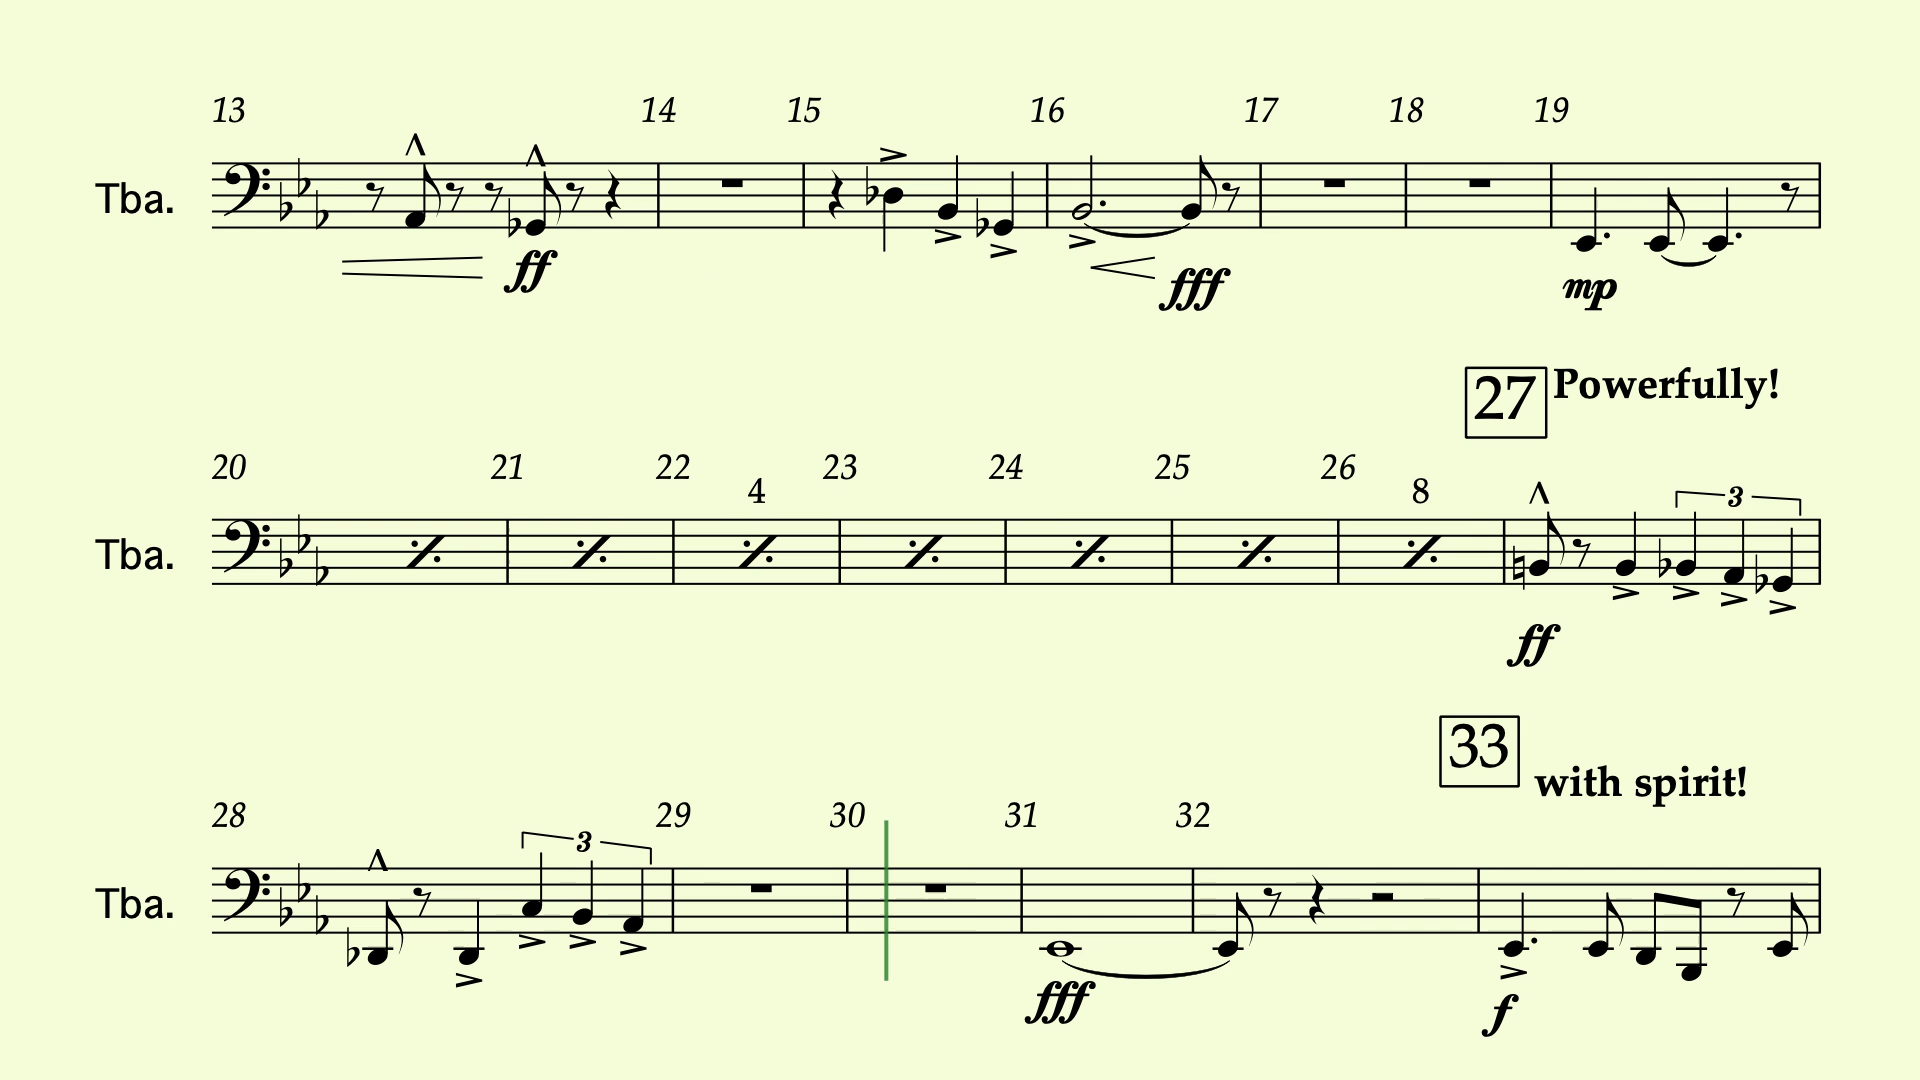 13 14 15 16 17 18 19
Tba.
ff fff mp
27 Powerfully!
20 21 22 23 24 25 26
4 8
3
Tba.
ff
33
with spirit!
28 29 30 31 32
3
Tba.
fff f